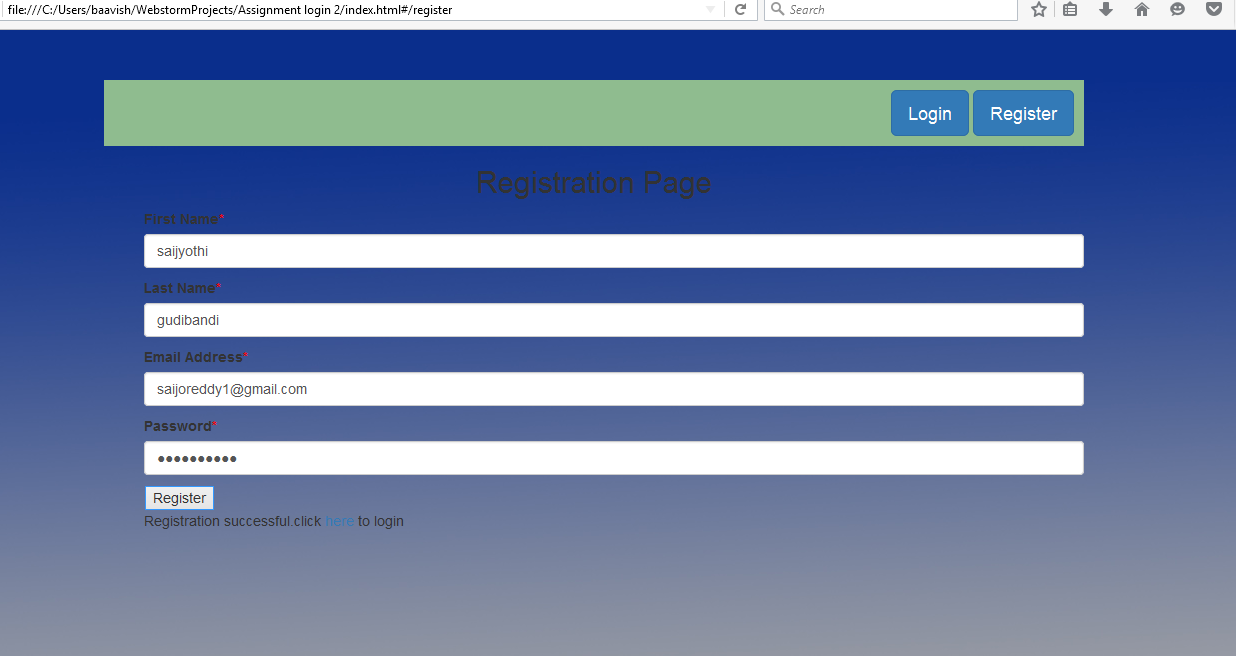 file:///C:/Users/baavish/WebstormProjects/Assignment login 2/index.html#/register
Search
Login Register
Registration Page
First Name*
saijyothi
Last Name*
gudibandi
Email Address*
saijoreddy1@gmail.com
Password*
●●●●●●●●●●
Register
Registration successful.click here to login